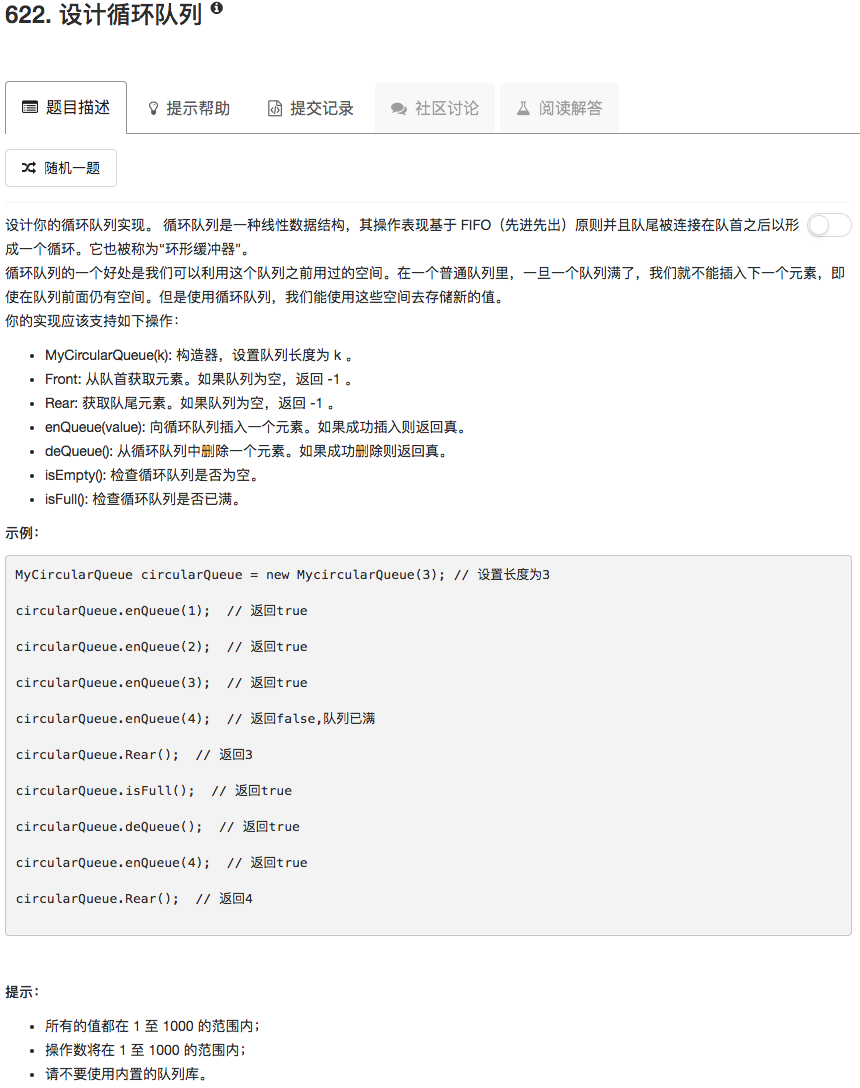 622. 设计循环队列
题目描述
提示帮助
提交记录
社区讨论
阅读解答
随机一题
设计你的循环队列实现。 循环队列是一种线性数据结构，其操作表现基于 FIFO（先进先出）原则并且队尾被连接在队首之后以形
成一个循环。它也被称为“环形缓冲器”。
循环队列的一个好处是我们可以利用这个队列之前用过的空间。在一个普通队列里，一旦一个队列满了，我们就不能插入下一个元素，即
使在队列前面仍有空间。但是使用循环队列，我们能使用这些空间去存储新的值。
你的实现应该支持如下操作：
• MyCircularQueue(k): 构造器，设置队列长度为 k 。
• Front: 从队首获取元素。如果队列为空，返回 -1 。
• Rear: 获取队尾元素。如果队列为空，返回 -1 。
• enQueue(value): 向循环队列插入一个元素。如果成功插入则返回真。
• deQueue(): 从循环队列中删除一个元素。如果成功删除则返回真。
• isEmpty(): 检查循环队列是否为空。
• isFull(): 检查循环队列是否已满。
示例：
MyCircularQueue circularQueue = new MycircularQueue(3); // 设置长度为3
circularQueue.enQueue(1);  // 返回true
circularQueue.enQueue(2);  // 返回true
circularQueue.enQueue(3);  // 返回true
circularQueue.enQueue(4);  // 返回false,队列已满
circularQueue.Rear();  // 返回3
circularQueue.isFull();  // 返回true
circularQueue.deQueue();  // 返回true
circularQueue.enQueue(4);  // 返回true
circularQueue.Rear();  // 返回4
提示：
• 所有的值都在 1 至 1000 的范围内；
• 操作数将在 1 至 1000 的范围内；
• 请不要使用内置的队列库。